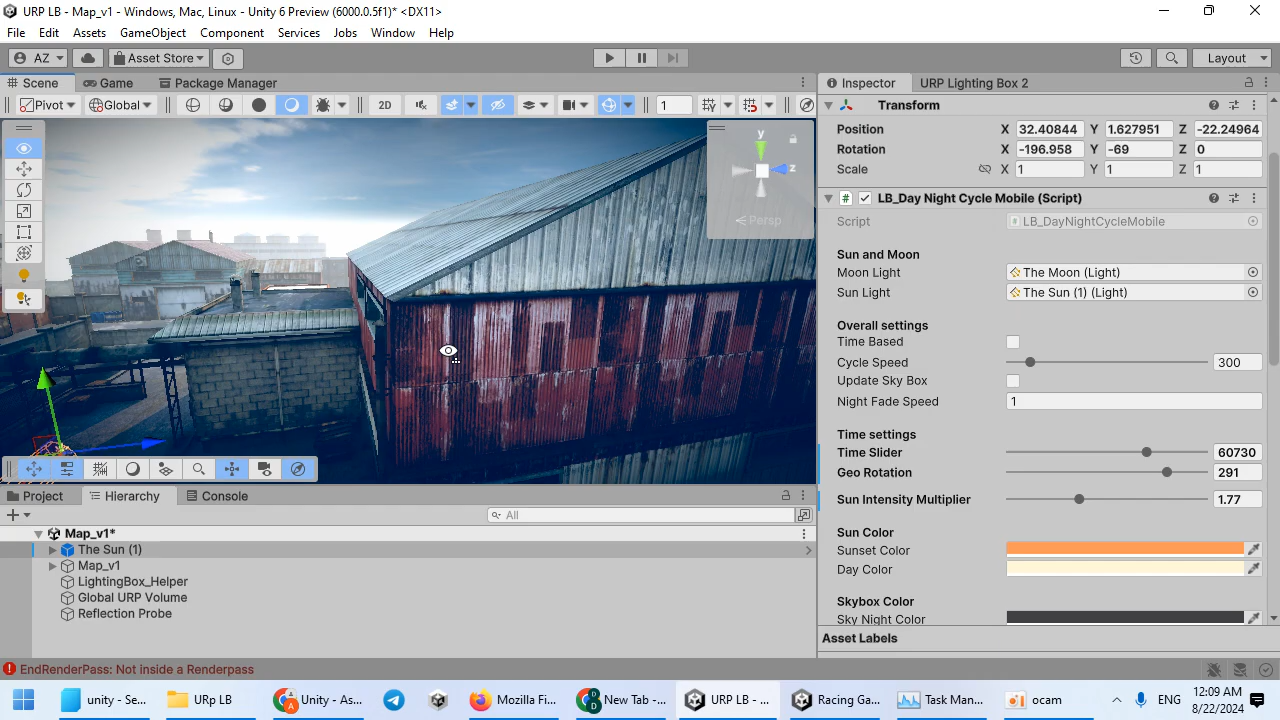 URP LB - Map_v1 - Windows, Mac, Linux - Unity 6 Preview (6000.0.5f1)* <DX11>
File Edit Assets GameObject Component Services Jobs Window Help
AZ Asset Store Layout
Scene Game Package Manager
Pivot Global 2D 1
y
z
Persp
Project Hierarchy Console
All
Map_v1*
The Sun (1)
Map_v1
LightingBox_Helper
Global URP Volume
Reflection Probe
Inspector URP Lighting Box 2
Transform
Position X 32.40844 Y 1.627951 Z -22.24964
Rotation X -196.958 Y -69 Z 0
Scale X 1 Y 1 Z 1
# LB_Day Night Cycle Mobile (Script)
Script # LB_DayNightCycleMobile
Sun and Moon
Moon Light The Moon (Light)
Sun Light The Sun (1) (Light)
Overall settings
Time Based
Cycle Speed 300
Update Sky Box
Night Fade Speed 1
Time settings
Time Slider 60730
Geo Rotation 291
Sun Intensity Multiplier 1.77
Sun Color
Sunset Color
Day Color
Skybox Color
Sky Night Color
Asset Labels
EndRenderPass: Not inside a Renderpass
unity - Se... URp LB Unity - As... Mozilla Fi... New Tab -... URP LB - ... Racing Ga... Task Man... ocam ENG 12:09 AM
8/22/2024